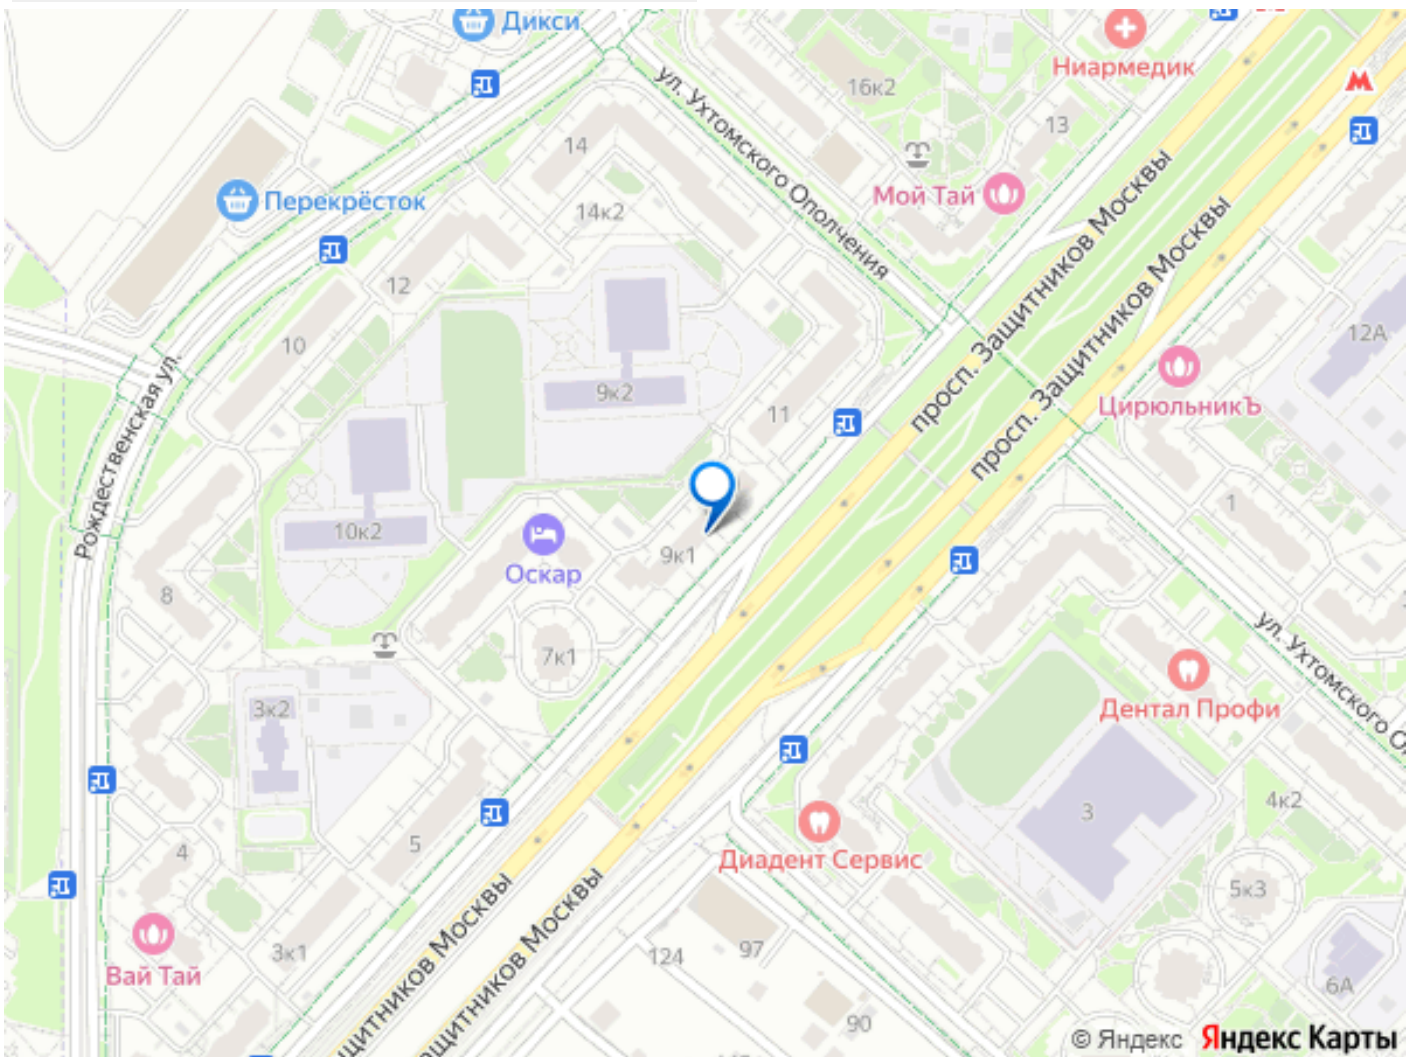 Дикси
Ниармедик
ул. Ухтомского Ополчения
16к2
13
14
Мой Тай
Перекрёсток
14к2
просп. Защитников Москвы
просп. Защитников Москвы
12
10
12А
9к2
ЦирюльникЪ
11
Рождественская ул.
1
10к2
9к1
Оскар
8
7к1
ул. Ухтомского О
3к2
Дентал Профи
4к2
3
5
4
Диадент Сервис
5к3
3к1
щитников Москвы
ащитников Москвы
Вай Тай
124
97
6А
90
© Яндекс Яндекс Карты